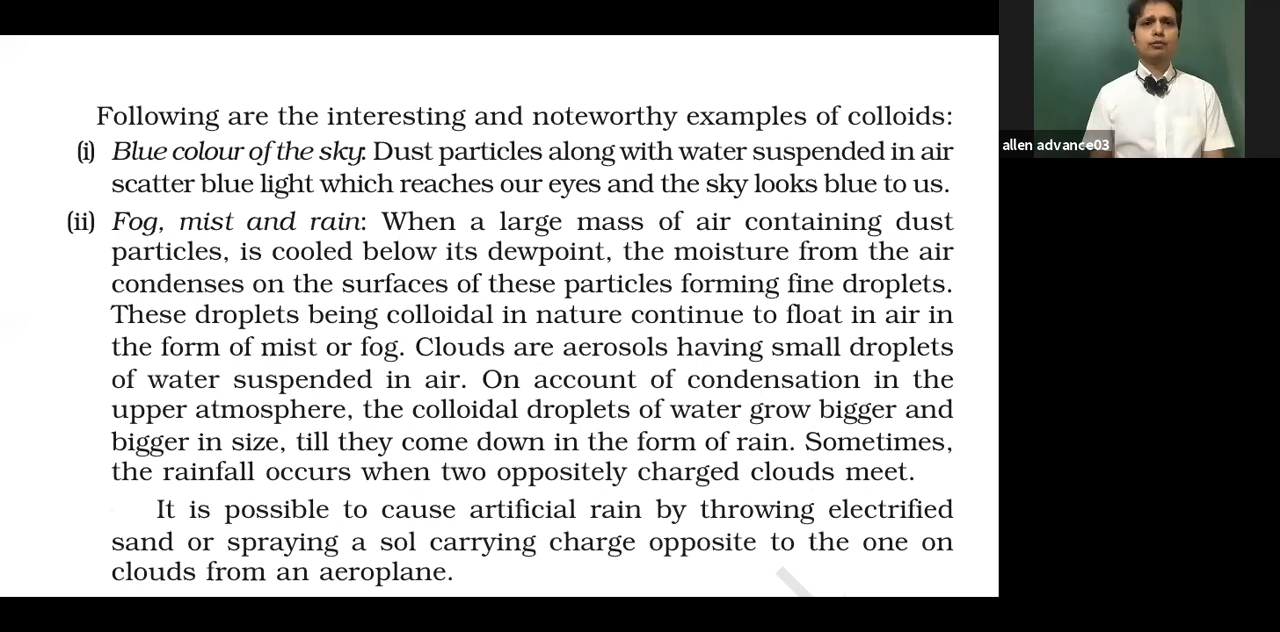 Following are the interesting and noteworthy examples of colloids:
(i) Blue colour of the sky: Dust particles along with water suspended in air
scatter blue light which reaches our eyes and the sky looks blue to us.
(ii) Fog, mist and rain: When a large mass of air containing dust
particles, is cooled below its dewpoint, the moisture from the air
condenses on the surfaces of these particles forming fine droplets.
These droplets being colloidal in nature continue to float in air in
the form of mist or fog. Clouds are aerosols having small droplets
of water suspended in air. On account of condensation in the
upper atmosphere, the colloidal droplets of water grow bigger and
bigger in size, till they come down in the form of rain. Sometimes,
the rainfall occurs when two oppositely charged clouds meet.
It is possible to cause artificial rain by throwing electrified
sand or spraying a sol carrying charge opposite to the one on
clouds from an aeroplane.
allen advance03